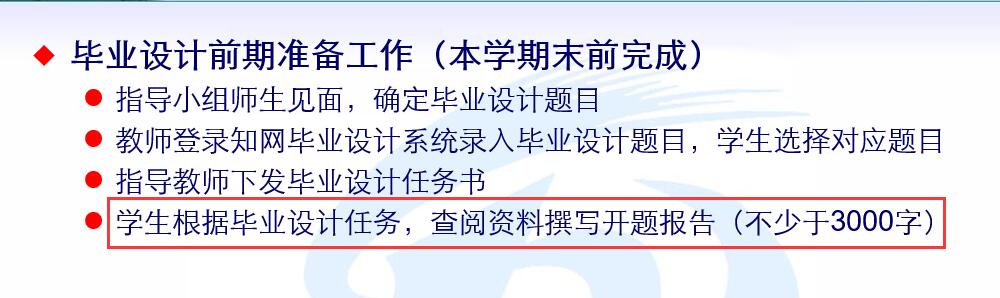 毕业设计前期准备工作（本学期末前完成）
指导小组师生见面，确定毕业设计题目
教师登录知网毕业设计系统录入毕业设计题目，学生选择对应题目
指导教师下发毕业设计任务书
学生根据毕业设计任务，查阅资料撰写开题报告（不少于3000字）